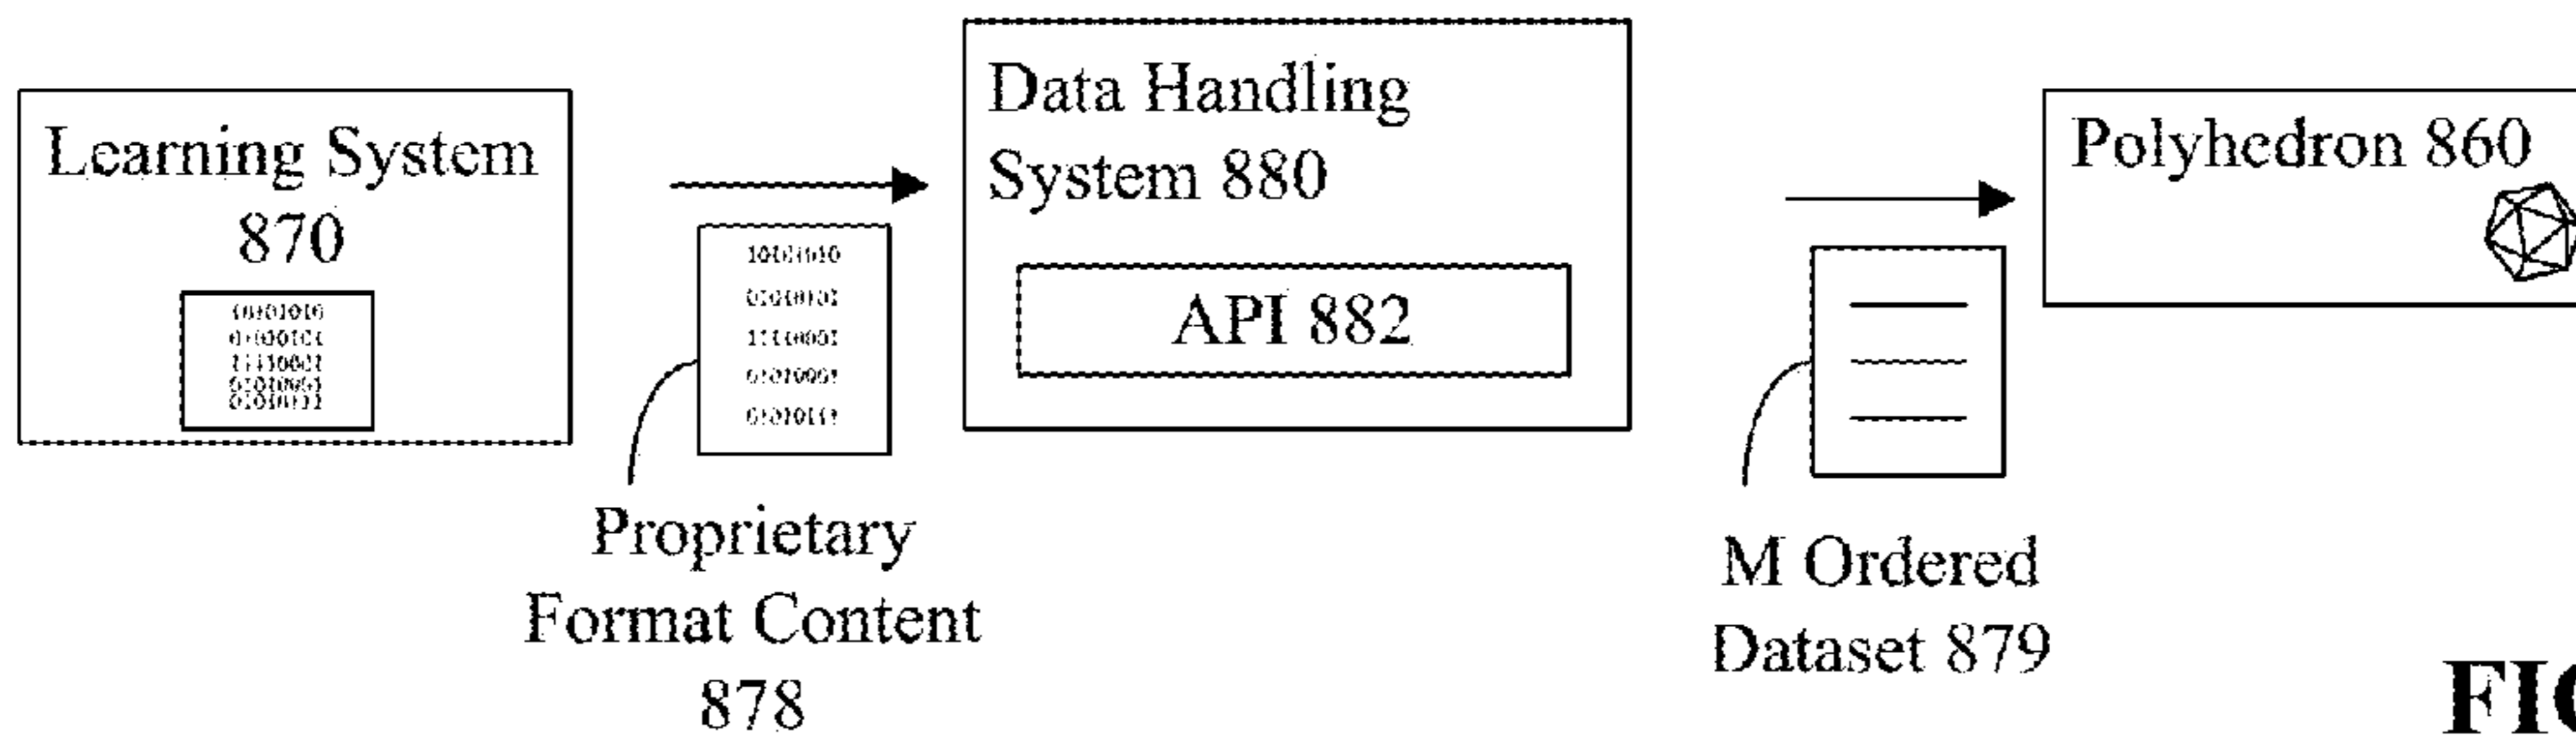 Learning System
870
Proprietary
Format Content
878
Data Handling
System 880
API 882
M Ordered
Dataset 879
Polyhedron 860